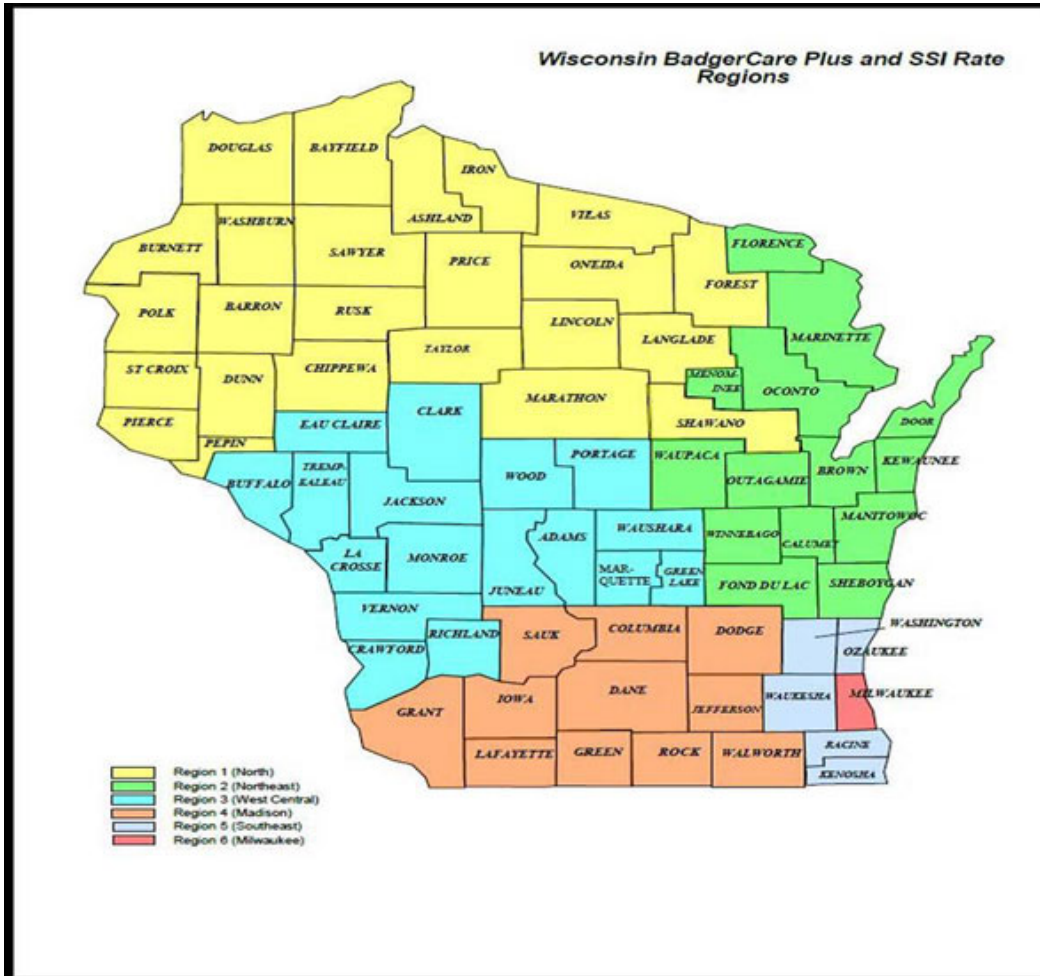 Wisconsin BadgerCare Plus and SSI Rate
Regions
DOUGLAS
BAYFIELD
IRON
ASHLAND
VILAS
WASHBURN
BURNETT
SAWYER
PRICE
ONEIDA
FLORENCE
FOREST
POLK
BARRON
RUSK
LINCOLN
LANGLADE
MARINETTE
TAYLOR
ST CROIX
DUNN
CHIPPEWA
MENOM-
INEE
OCONTO
MARATHON
CLARK
PIERCE
EAU CLAIRE
SHAWANO
DOOR
PEPIN
PORTAGE
WAUPACA
BROWN
KEWAUNEE
BUFFALO
TREMP-
EALEAU
WOOD
OUTAGAMIE
JACKSON
MANITOWOC
WAUSHARA
ADAMS
WINNEBAGO
CALUMET
LA
CROSSE
MONROE
MAR-
QUETTE
GREEN
LAKE
JUNEAU
FOND DU LAC
SHEBOYGAN
VERNON
RICHLAND
SAUK
COLUMBIA
DODGE
WASHINGTON
CRAWFORD
OZAUKEE
GRANT
IOWA
DANE
JEFFERSON
WAUKESHA
MILWAUKEE
LAFAYETTE
GREEN
ROCK
WALWORTH
RACINE
KENOSHA
Region 1 (North)
Region 2 (Northeast)
Region 3 (West Central)
Region 4 (Madison)
Region 5 (Southeast)
Region 6 (Milwaukee)